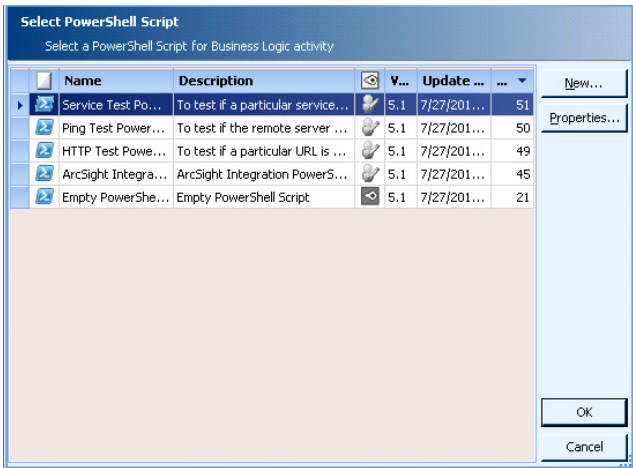 Select PowerShell Script
Select a PowerShell Script for Business Logic activity
Name Description V... Update ... ...
Service Test Po... To test if a particular service... 5.1 7/27/201... 51
Ping Test Power... To test if the remote server ... 5.1 7/27/201... 50
HTTP Test Powe... To test if a particular URL is ... 5.1 7/27/201... 49
ArcSight Integra... ArcSight Integration PowerS... 5.1 7/27/201... 45
Empty PowerShe... Empty PowerShell Script 5.1 7/27/201... 21
New...
Properties...
OK
Cancel